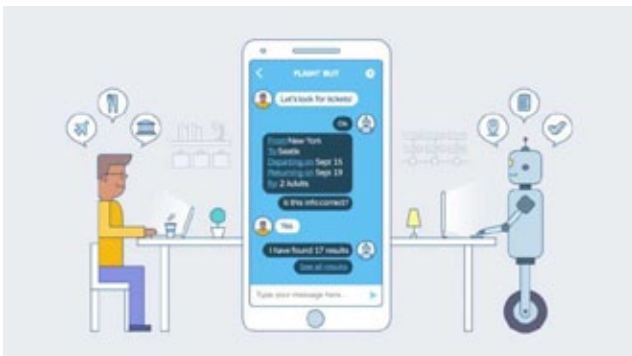 FLIGHT BOT
Let's look for tickets!
Ok
From New York
To Seatle
Departing on Sept 15
Returning on Sept 19
for 2 Adults
Is this info correct?
Yes
I have found 17 results
See all results
Type your message here...